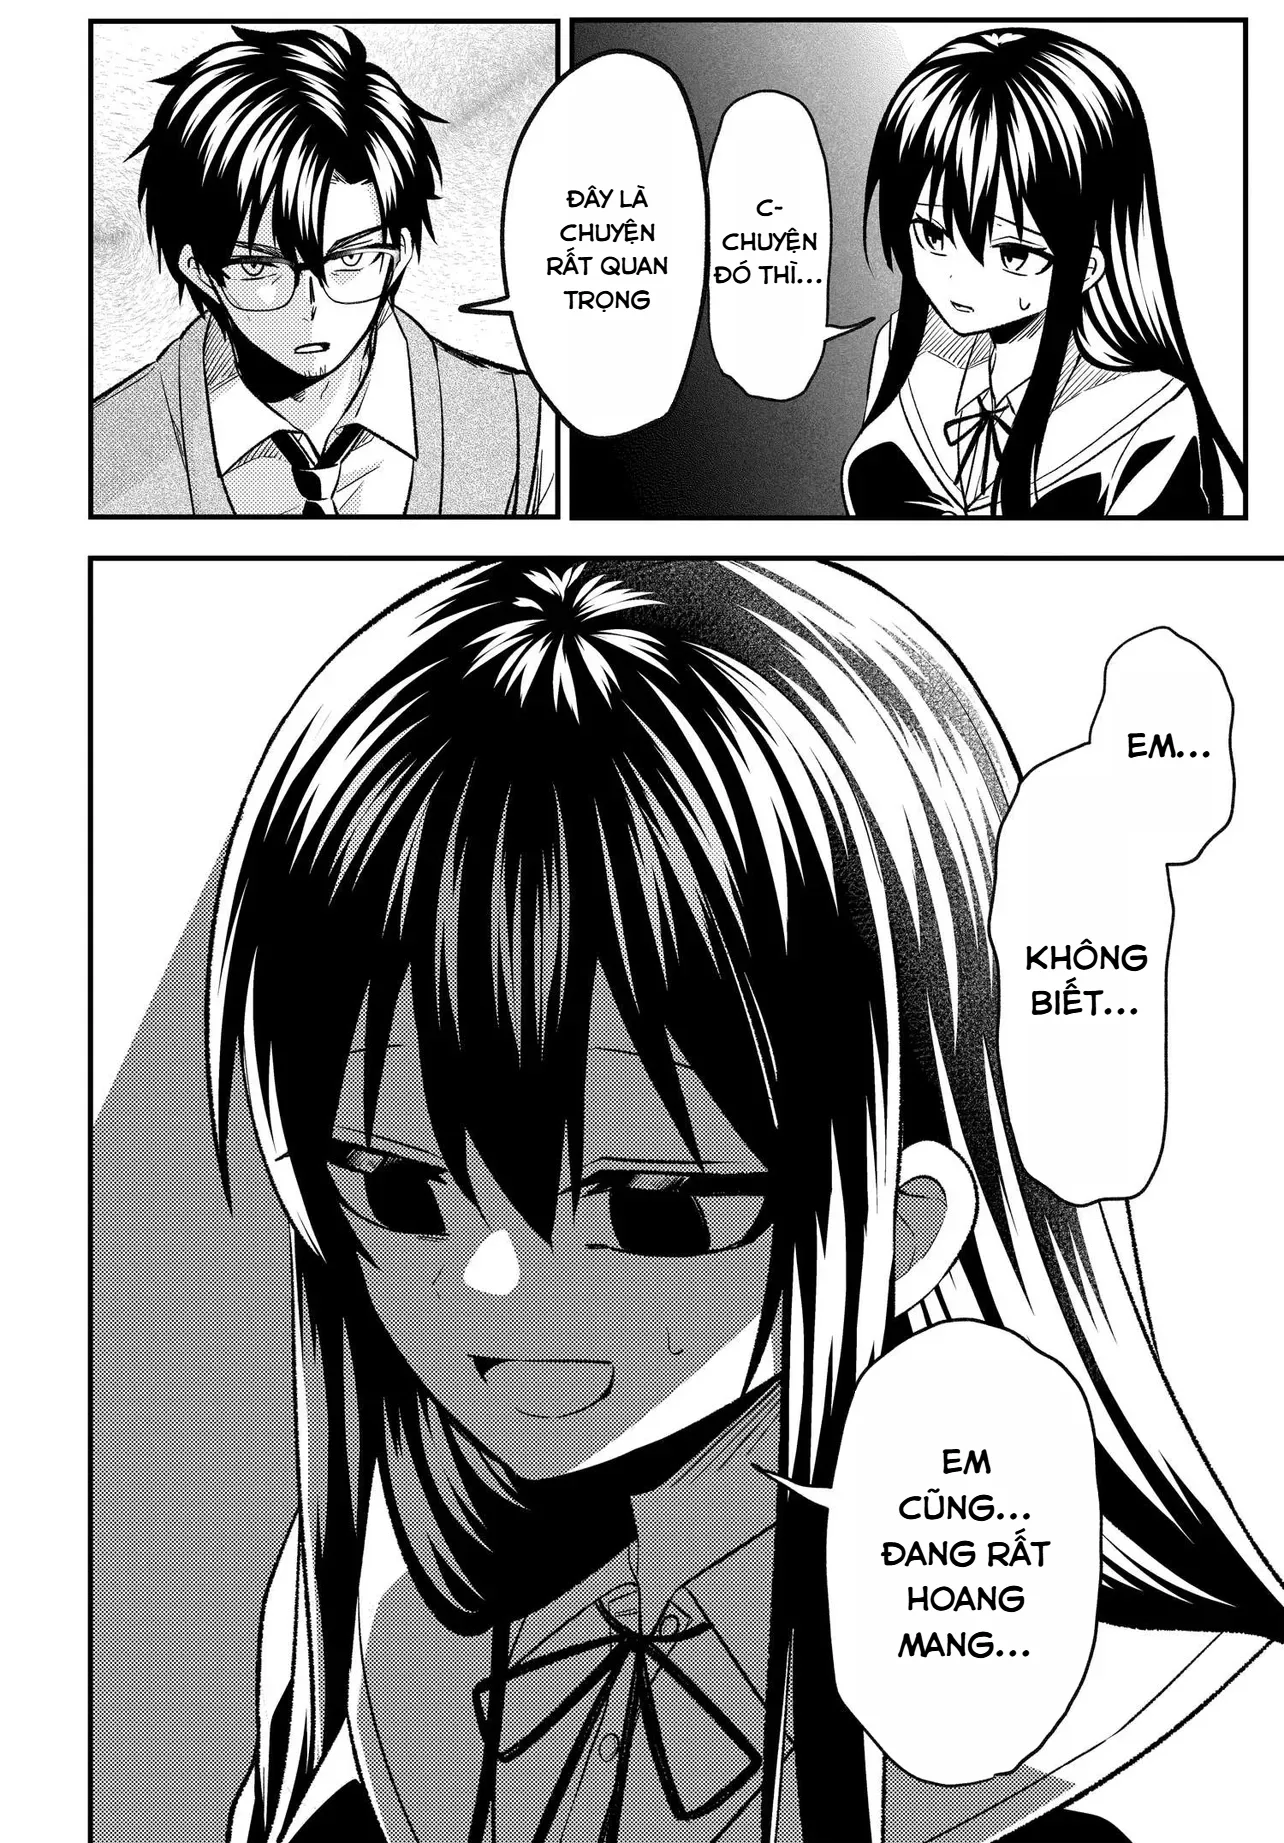 C-
CHUYỆN
ĐÓ THÌ...
ĐÂY LÀ
CHUYỆN
RẤT QUAN
TRỌNG
EM...
KHÔNG
BIẾT...
EM
CŨNG...
ĐANG RẤT
HOANG
MANG...